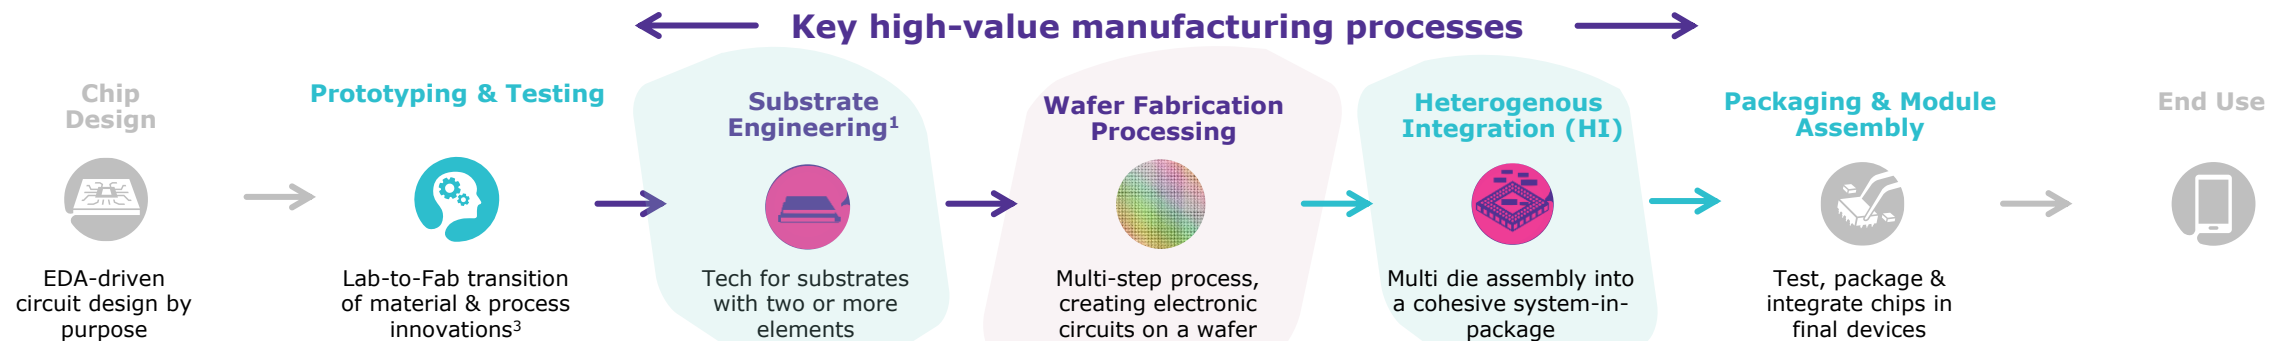 Key high-value manufacturing processes
Chip
Design
EDA-driven
circuit design by
purpose
Prototyping & Testing
Lab-to-Fab transition
of material & process
innovations³
Substrate
Engineering¹
Tech for substrates
with two or more
elements
Wafer Fabrication
Processing
Multi-step process,
creating electronic
circuits on a wafer
Heterogenous
Integration (HI)
Multi die assembly into
a cohesive system-in-
package
Packaging & Module
Assembly
Test, package &
integrate chips in
final devices
End Use